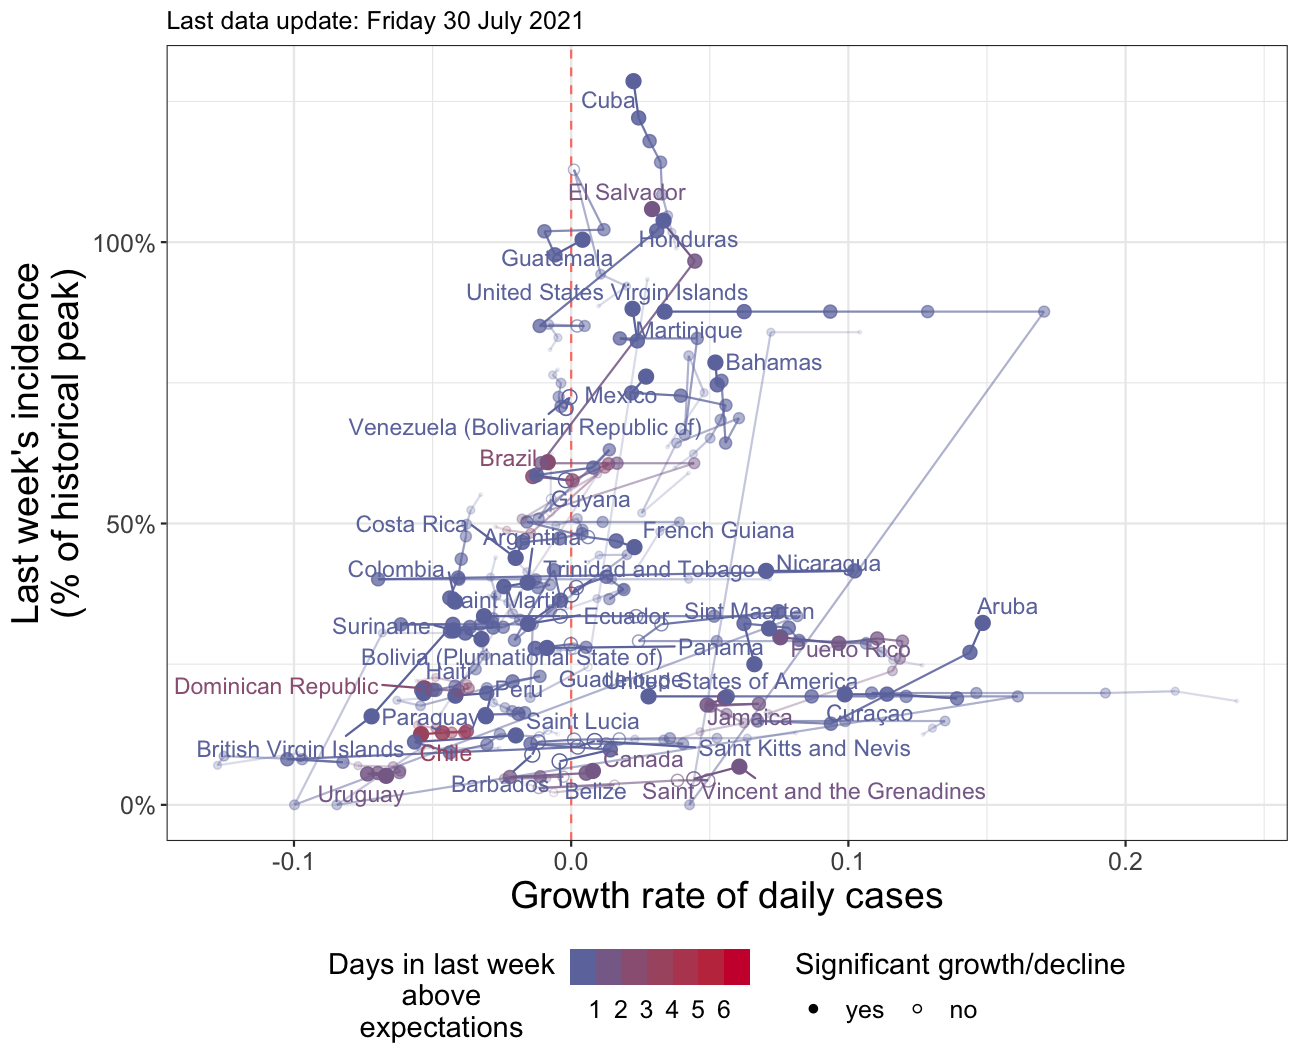 Last data update: Friday 30 July 2021
Last week's incidence
(% of historical peak)
100%
50%
0%
Cuba
El Salvador
Honduras
Guatemala
United States Virgin Islands
Martinique
Bahamas
Mexico
Venezuela (Bolivarian Republic of)
Brazil
Guyana
Costa Rica
Argentina
French Guiana
Colombia
Trinidad and Tobago
Nicaragua
Saint Martin
Ecuador
Sint Maarten
Aruba
Suriname
Panama
Puerto Rico
Bolivia (Plurinational State of)
Haiti
Guadeloupe
United States of America
Dominican Republic
Peru
Paraguay
Saint Lucia
Jamaica
Curaçao
British Virgin Islands
Chile
Saint Kitts and Nevis
Canada
Uruguay
Barbados
Belize
Saint Vincent and the Grenadines
-0.1 0.0 0.1 0.2
Growth rate of daily cases
Days in last week
above
expectations
1 2 3 4 5 6
Significant growth/decline
yes no